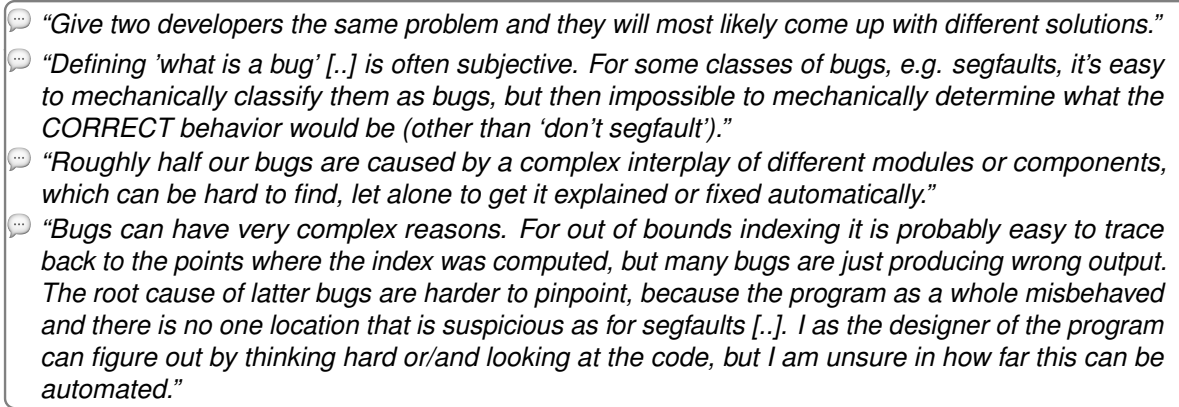 “Give two developers the same problem and they will most likely come up with different solutions.”
“Defining ’what is a bug’ [..] is often subjective. For some classes of bugs, e.g. segfaults, it’s easy
to mechanically classify them as bugs, but then impossible to mechanically determine what the
CORRECT behavior would be (other than ‘don’t segfault’).”
“Roughly half our bugs are caused by a complex interplay of different modules or components,
which can be hard to find, let alone to get it explained or fixed automatically.”
“Bugs can have very complex reasons. For out of bounds indexing it is probably easy to trace
back to the points where the index was computed, but many bugs are just producing wrong output.
The root cause of latter bugs are harder to pinpoint, because the program as a whole misbehaved
and there is no one location that is suspicious as for segfaults [..]. I as the designer of the program
can figure out by thinking hard or/and looking at the code, but I am unsure in how far this can be
automated.”